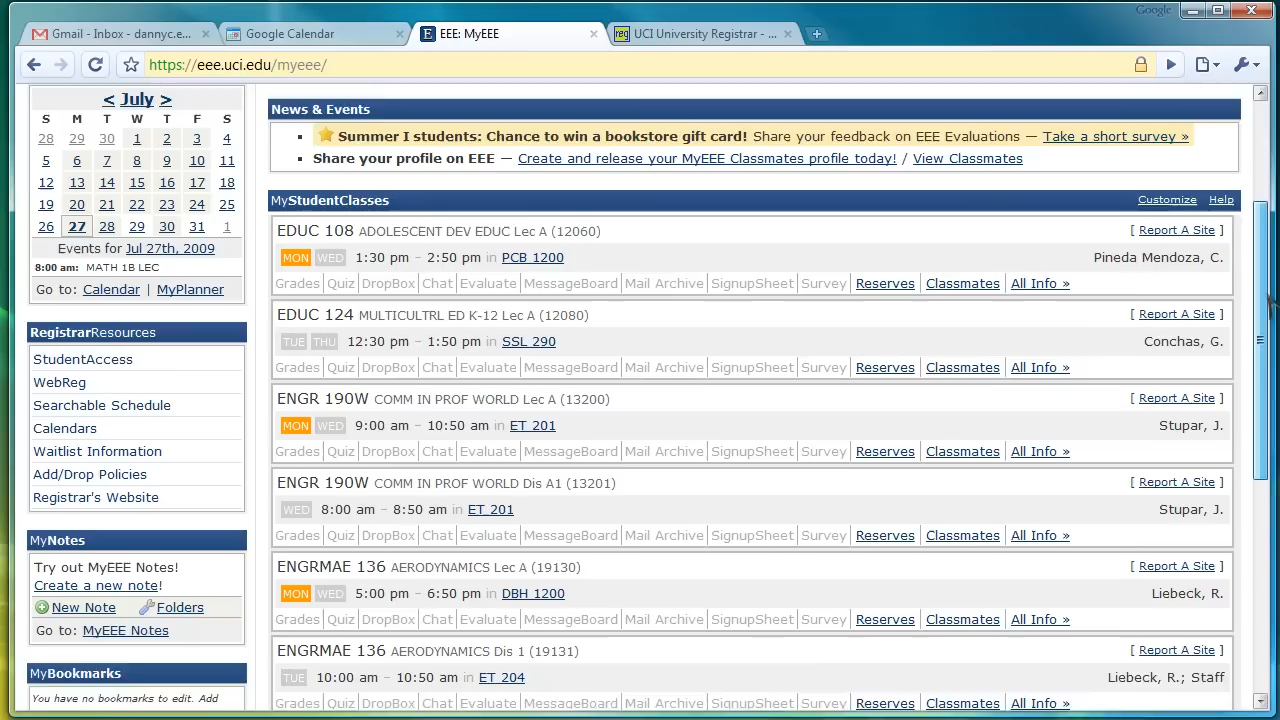 Google
Gmail - Inbox - dannyc.e...
Google Calendar
EEE: MyEEE
UCI University Registrar - ...
https://eee.uci.edu/myeee/
< July >
S M T W T F S
28 29 30 1 2 3 4
5 6 7 8 9 10 11
12 13 14 15 16 17 18
19 20 21 22 23 24 25
26 27 28 29 30 31 1
Events for Jul 27th, 2009
8:00 am: MATH 1B LEC
Go to: Calendar | MyPlanner
RegistrarResources
StudentAccess
WebReg
Searchable Schedule
Calendars
Waitlist Information
Add/Drop Policies
Registrar's Website
MyNotes
Try out MyEEE Notes!
Create a new note!
New Note Folders
Go to: MyEEE Notes
MyBookmarks
You have no bookmarks to edit. Add
News & Events
Summer I students: Chance to win a bookstore gift card! Share your feedback on EEE Evaluations — Take a short survey »
Share your profile on EEE — Create and release your MyEEE Classmates profile today! / View Classmates
MyStudentClasses Customize Help
EDUC 108 ADOLESCENT DEV EDUC Lec A (12060) [ Report A Site ]
MON WED 1:30 pm – 2:50 pm in PCB 1200 Pineda Mendoza, C.
Grades Quiz DropBox Chat Evaluate MessageBoard Mail Archive SignupSheet Survey Reserves Classmates All Info »
EDUC 124 MULTICULTRL ED K-12 Lec A (12080) [ Report A Site ]
TUE THU 12:30 pm – 1:50 pm in SSL 290 Conchas, G.
Grades Quiz DropBox Chat Evaluate MessageBoard Mail Archive SignupSheet Survey Reserves Classmates All Info »
ENGR 190W COMM IN PROF WORLD Lec A (13200) [ Report A Site ]
MON WED 9:00 am – 10:50 am in ET 201 Stupar, J.
Grades Quiz DropBox Chat Evaluate MessageBoard Mail Archive SignupSheet Survey Reserves Classmates All Info »
ENGR 190W COMM IN PROF WORLD Dis A1 (13201) [ Report A Site ]
WED 8:00 am – 8:50 am in ET 201 Stupar, J.
Grades Quiz DropBox Chat Evaluate MessageBoard Mail Archive SignupSheet Survey Reserves Classmates All Info »
ENGRMAE 136 AERODYNAMICS Lec A (19130) [ Report A Site ]
MON WED 5:00 pm – 6:50 pm in DBH 1200 Liebeck, R.
Grades Quiz DropBox Chat Evaluate MessageBoard Mail Archive SignupSheet Survey Reserves Classmates All Info »
ENGRMAE 136 AERODYNAMICS Dis 1 (19131) [ Report A Site ]
TUE 10:00 am – 10:50 am in ET 204 Liebeck, R.; Staff
Grades Quiz DropBox Chat Evaluate MessageBoard Mail Archive SignupSheet Survey Reserves Classmates All Info »